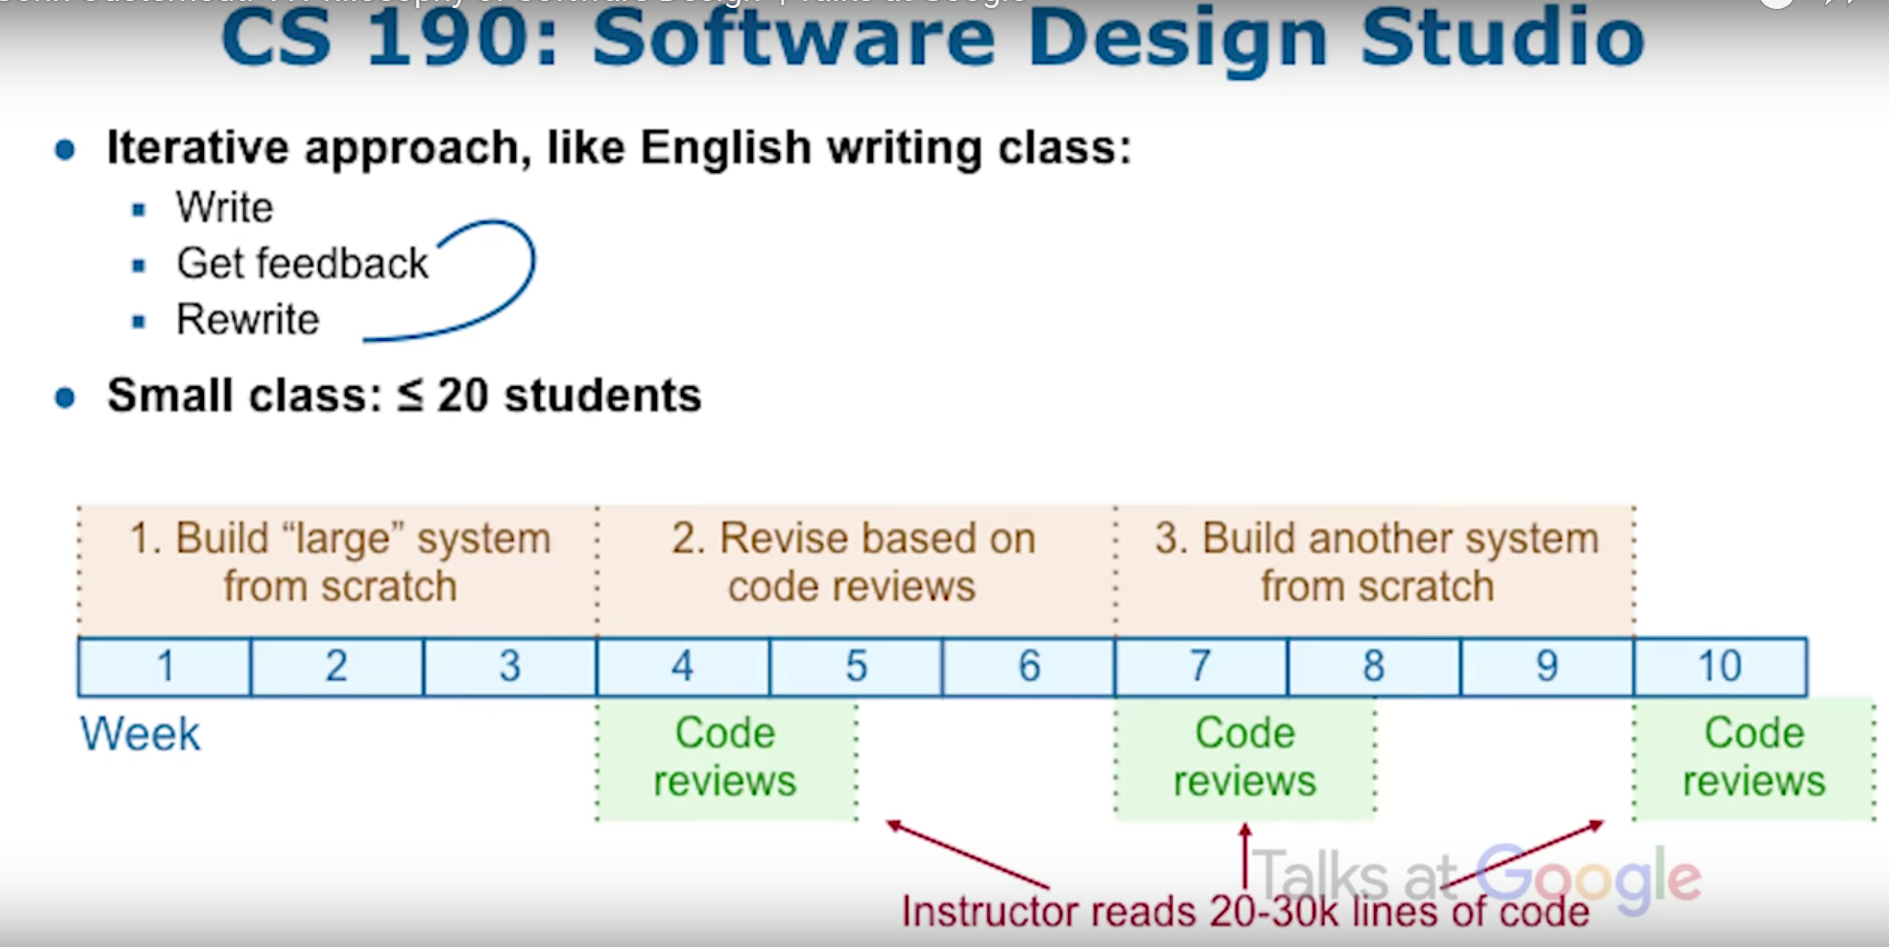 CS 190: Software Design Studio
Iterative approach, like English writing class:
Write
Get feedback
Rewrite
Small class: ≤ 20 students
1. Build “large” system
from scratch
2. Revise based on
code reviews
3. Build another system
from scratch
1 2 3 4 5 6 7 8 9 10
Week
Code
reviews
Code
reviews
Code
reviews
Talks at Google
Instructor reads 20-30k lines of code